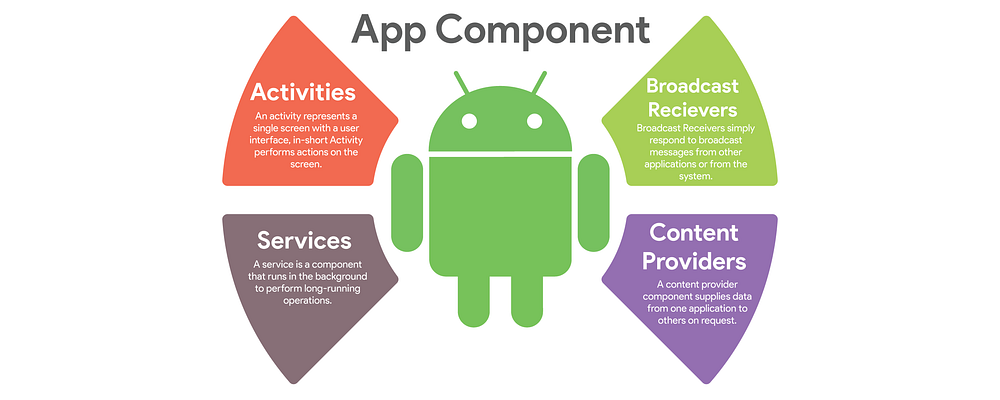 App Component
Activities
An activity represents a
single screen with a user
interface, in-short Activity
performs actions on the
screen.
Broadcast
Recievers
Broadcast Receivers simply
respond to broadcast
messages from other
applications or from the
system.
Services
A service is a component
that runs in the background
to perform long-running
operations.
Content
Providers
A content provider
component supplies data
from one application to
others on request.